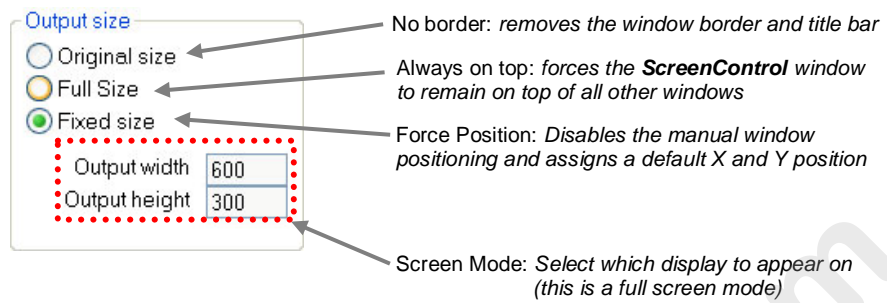 Output size
Original size
Full Size
Fixed size
Output width 600
Output height 300
No border: removes the window border and title bar
Always on top: forces the ScreenControl window
to remain on top of all other windows
Force Position: Disables the manual window
positioning and assigns a default X and Y position
Screen Mode: Select which display to appear on
(this is a full screen mode)